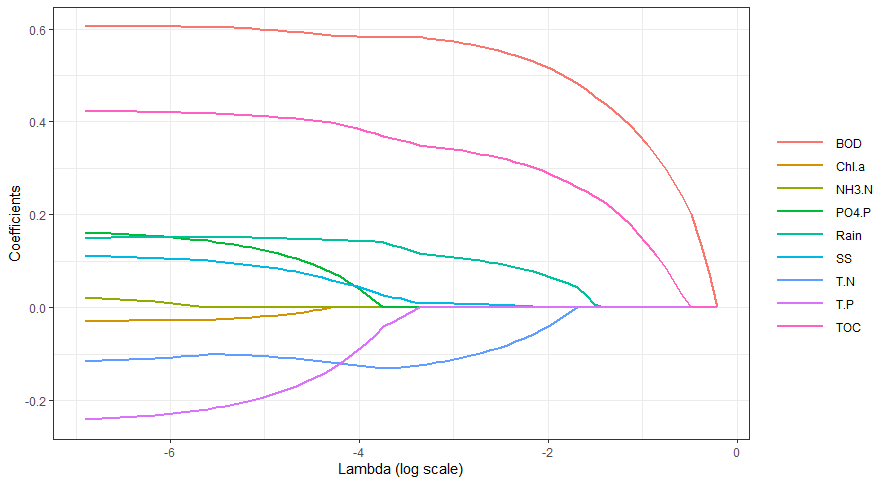 0.6
0.4
0.2
0.0
-0.2
Coefficients
-6
-4
-2
0
Lambda (log scale)
BOD
Chl.a
NH3.N
PO4.P
Rain
SS
T.N
T.P
TOC